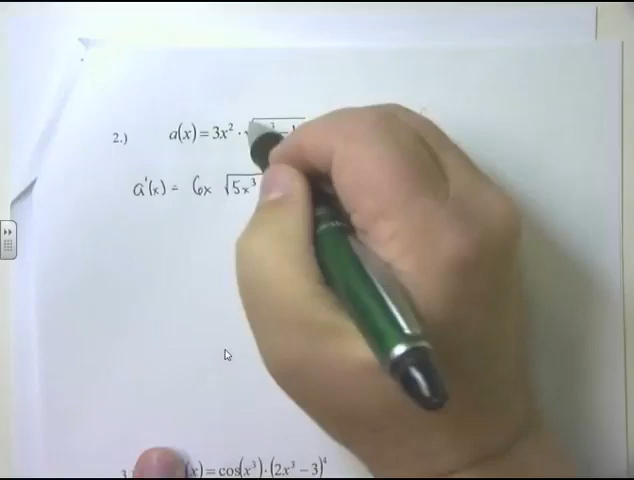 2.) a(x) = 3x² · √
a'(x) = 6x √5x³
(x) = cos(x³)·(2x³ − 3)⁴